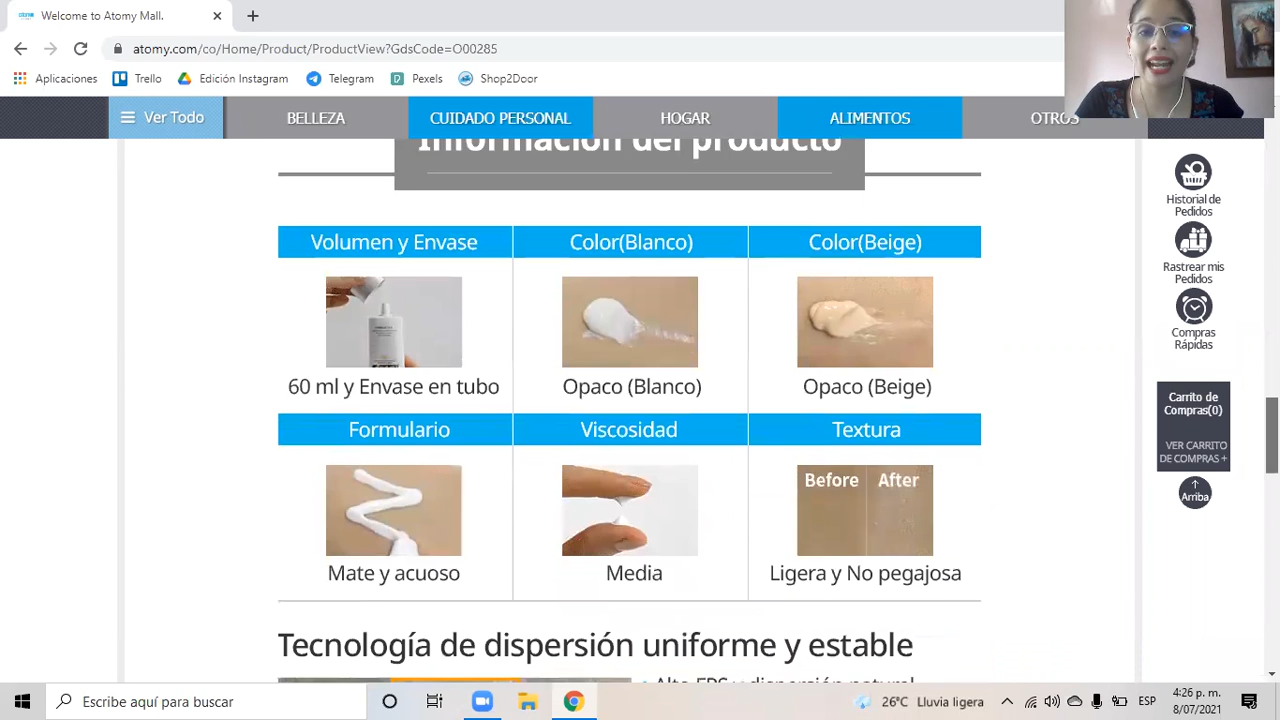 Welcome to Atomy Mall.
atomy.com/co/Home/Product/ProductView?GdsCode=O00285
Aplicaciones
Trello
Edición Instagram
Telegram
Pexels
Shop2Door
Ver Todo
BELLEZA
CUIDADO PERSONAL
HOGAR
ALIMENTOS
OTROS
Información del producto
Volumen y Envase
Color(Blanco)
Color(Beige)
60 ml y Envase en tubo
Opaco (Blanco)
Opaco (Beige)
Formulario
Viscosidad
Textura
Before
After
Mate y acuoso
Media
Ligera y No pegajosa
Tecnología de dispersión uniforme y estable
Alto FPS y dispersión natural
Historial de
Pedidos
Rastrear mis
Pedidos
Compras
Rápidas
Carrito de
Compras(0)
VER CARRITO
DE COMPRAS +
Arriba
Escribe aquí para buscar
26°C
Lluvia ligera
ESP
4:26 p. m.
8/07/2021